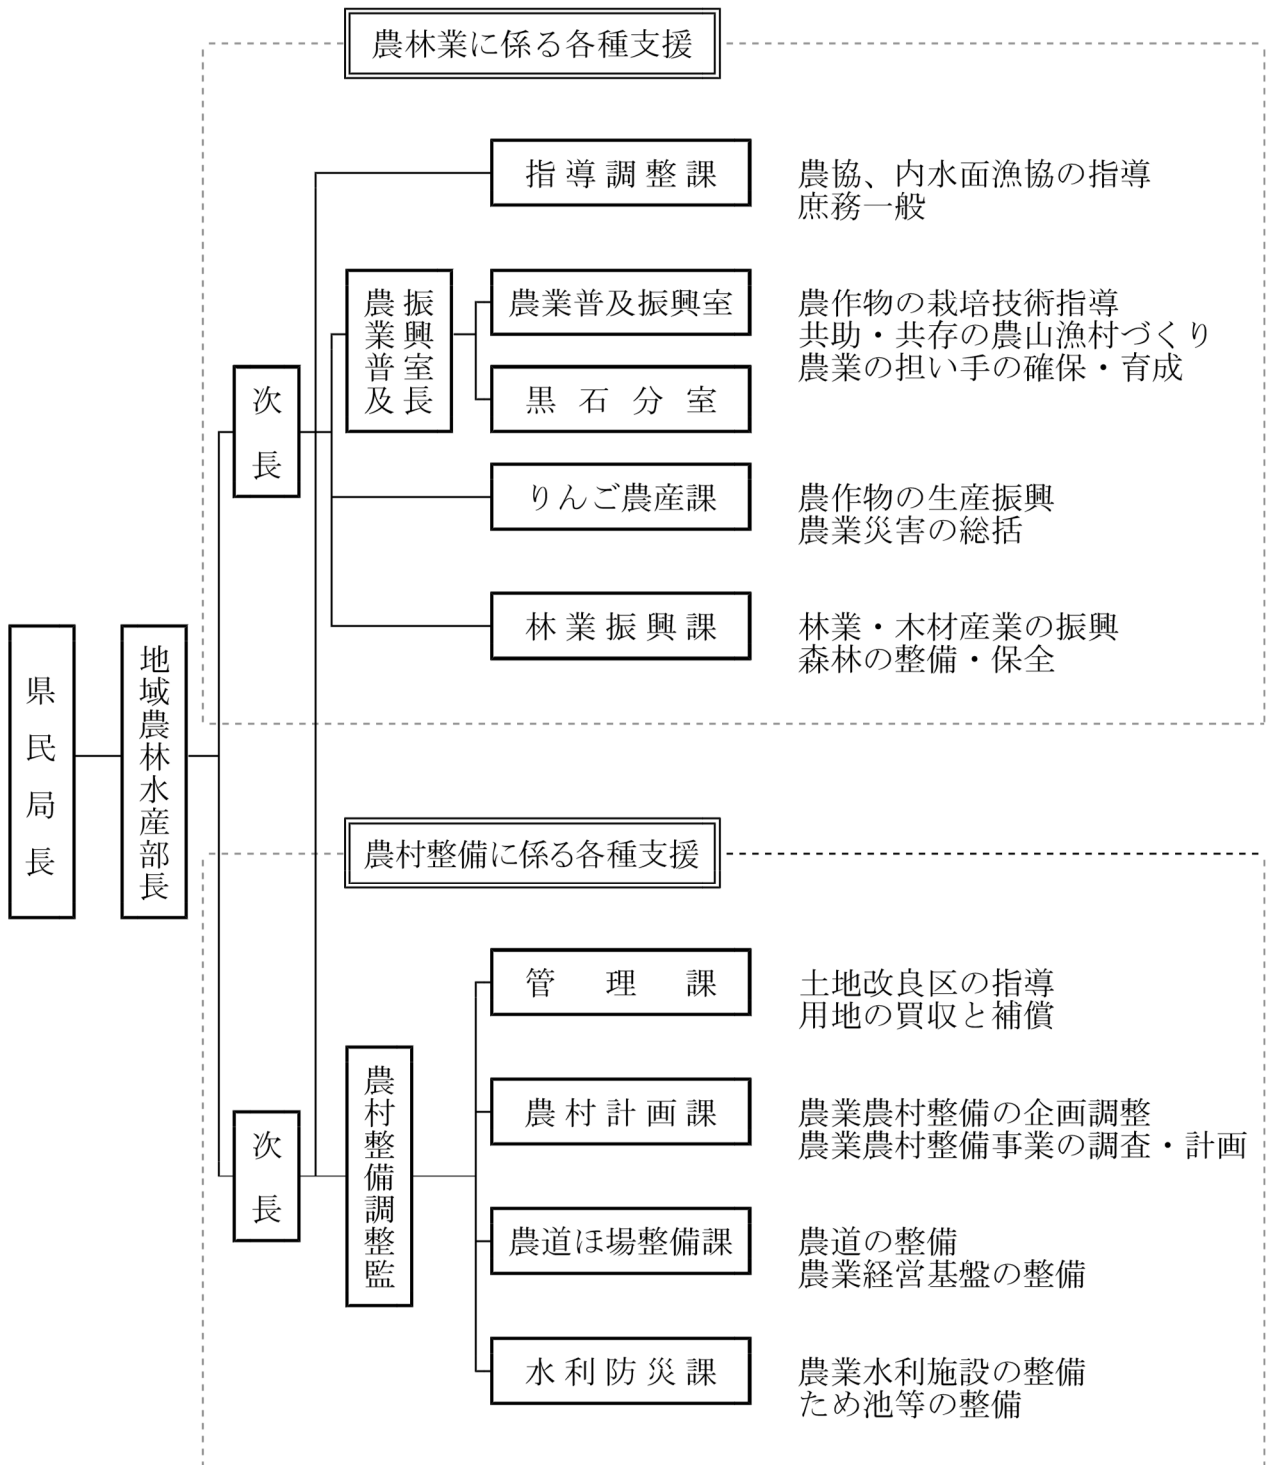 農林業に係る各種支援
指導調整課
農協、内水面漁協の指導
庶務一般
農業普及振興室長
農業普及振興室
農作物の栽培技術指導
共助・共存の農山漁村づくり
農業の担い手の確保・育成
黒石分室
次長
りんご農産課
農作物の生産振興
農業災害の総括
林業振興課
林業・木材産業の振興
森林の整備・保全
県民局長
地域農林水産部長
農村整備に係る各種支援
管理課
土地改良区の指導
用地の買収と補償
次長
農村整備調整監
農村計画課
農業農村整備の企画調整
農業農村整備事業の調査・計画
農道ほ場整備課
農道の整備
農業経営基盤の整備
水利防災課
農業水利施設の整備
ため池等の整備